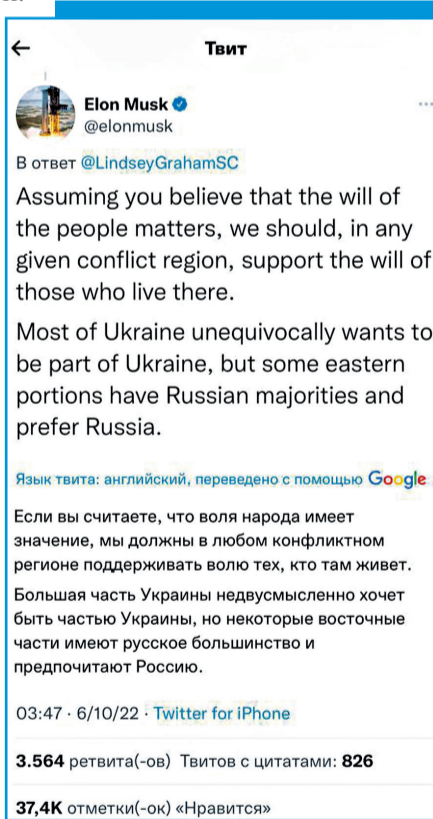 Твит
Elon Musk
@elonmusk
В ответ @LindseyGrahamSC
Assuming you believe that the will of
the people matters, we should, in any
given conflict region, support the will of
those who live there.
Most of Ukraine unequivocally wants to
be part of Ukraine, but some eastern
portions have Russian majorities and
prefer Russia.
Язык твита: английский, переведено с помощью Google
Если вы считаете, что воля народа имеет
значение, мы должны в любом конфликтном
регионе поддерживать волю тех, кто там живет.
Большая часть Украины недвусмысленно хочет
быть частью Украины, но некоторые восточные
части имеют русское большинство и
предпочитают Россию.
03:47 · 6/10/22 · Twitter for iPhone
3.564 ретвита(-ов) Твитов с цитатами: 826
37,4K отметки(-ок) «Нравится»